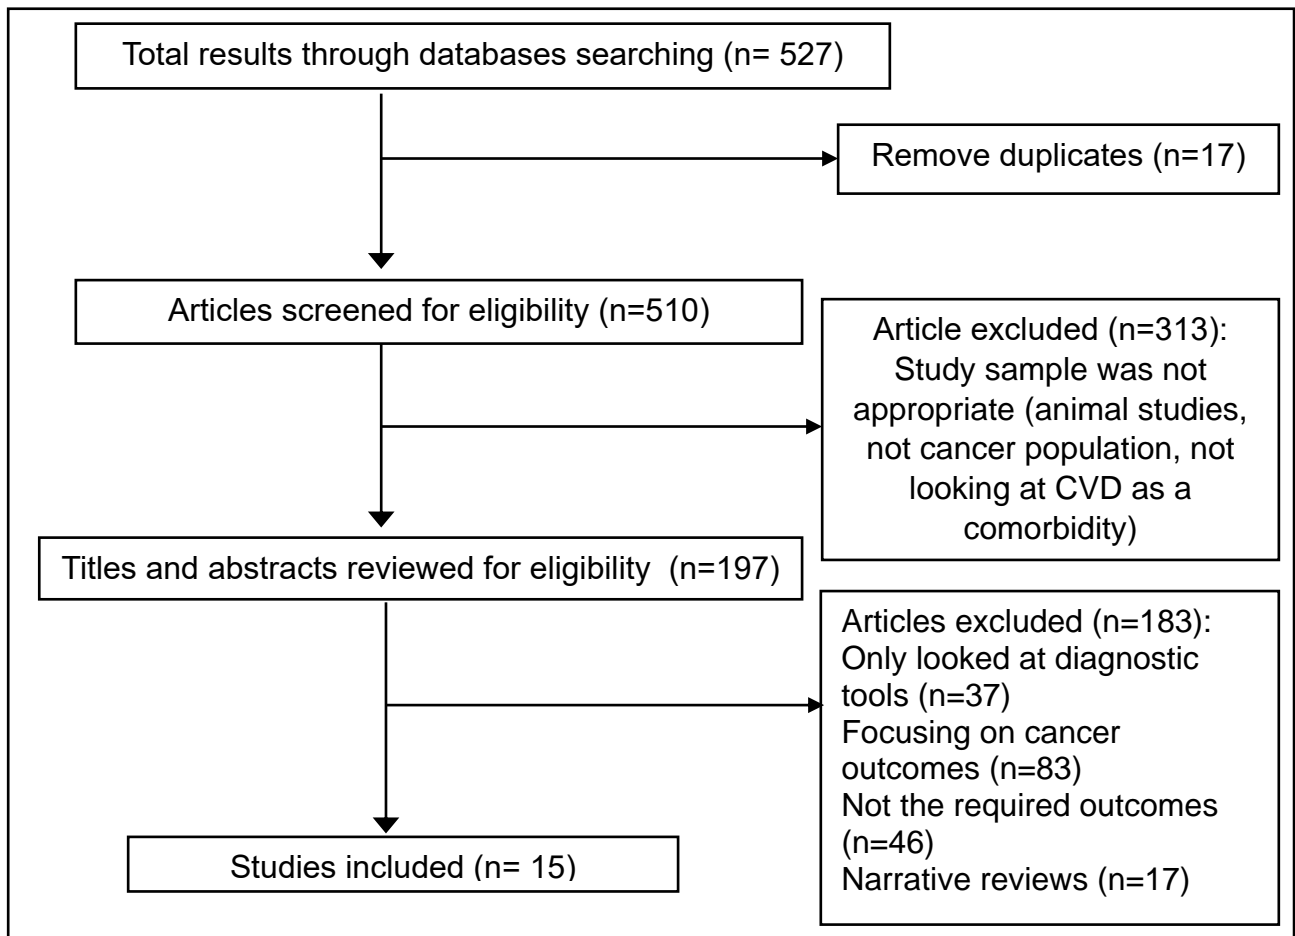 Total results through databases searching (n= 527)
Remove duplicates (n=17)
Articles screened for eligibility (n=510)
Article excluded (n=313):
Study sample was not
appropriate (animal studies,
not cancer population, not
looking at CVD as a
comorbidity)
Titles and abstracts reviewed for eligibility  (n=197)
Articles excluded (n=183):
Only looked at diagnostic
tools (n=37)
Focusing on cancer
outcomes (n=83)
Not the required outcomes
(n=46)
Narrative reviews (n=17)
Studies included (n= 15)